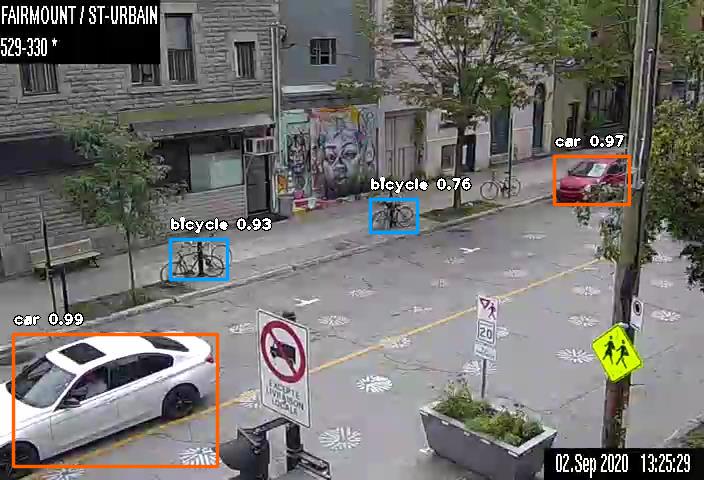 FAIRMOUNT / ST-URBAIN
529-330 *
car 0.97
bicycle 0.76
bicycle 0.93
car 0.99
20
EXCEPTÉ
LIVRAISON
LOCALE
02.Sep 2020 13:25:29